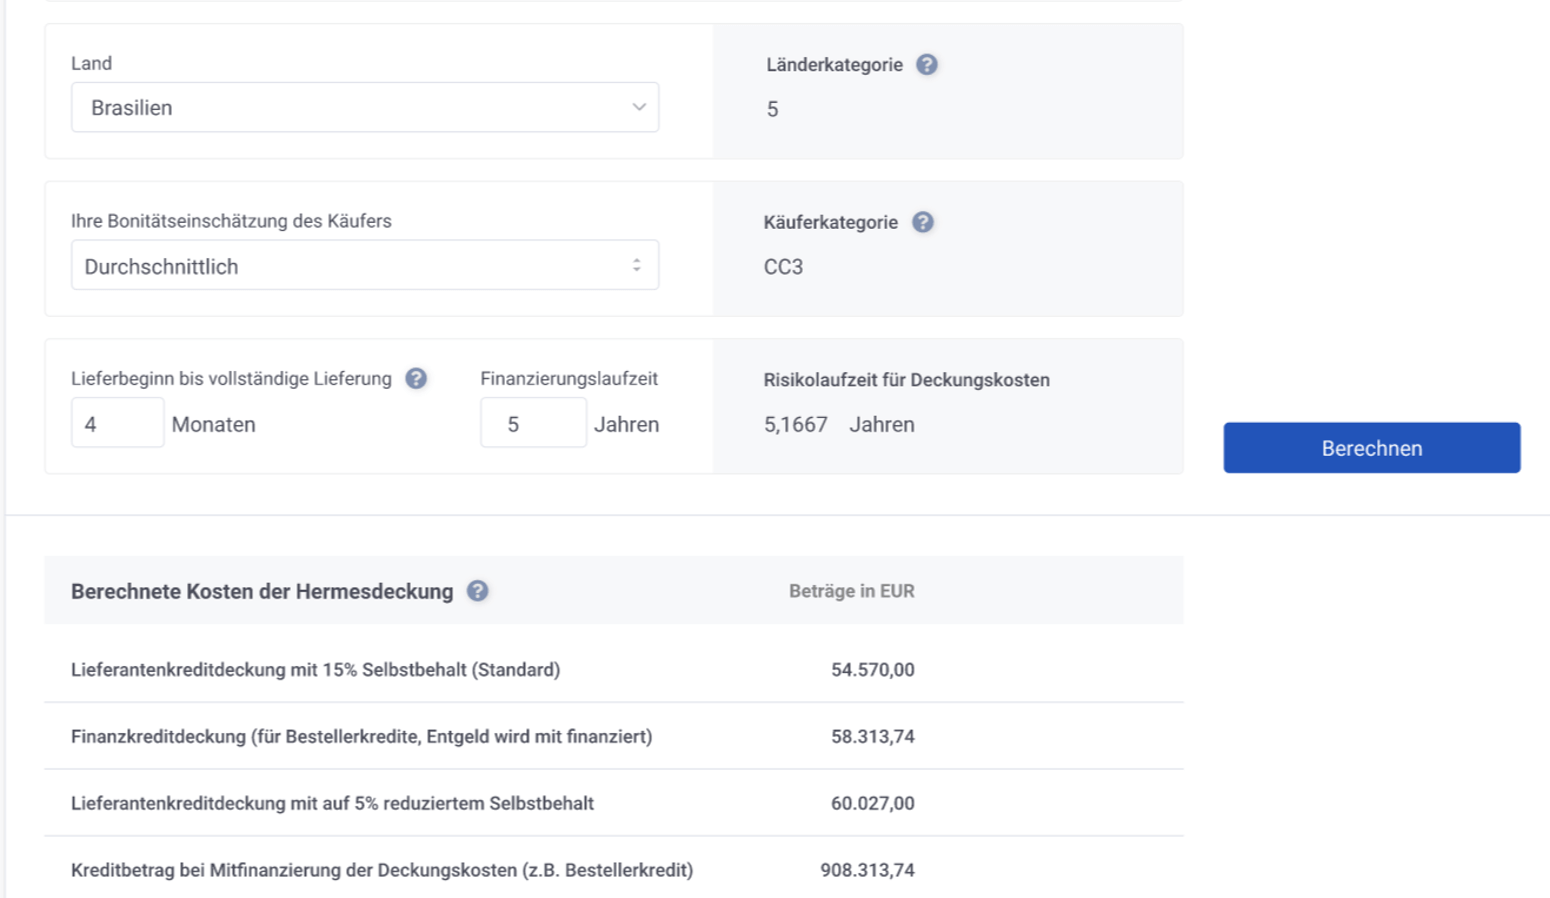 Land
Brasilien
Länderkategorie ?
5
Ihre Bonitätseinschätzung des Käufers
Durchschnittlich
Käuferkategorie ?
CC3
Lieferbeginn bis vollständige Lieferung ?
4 Monaten
Finanzierungslaufzeit
5 Jahren
Risikolaufzeit für Deckungskosten
5,1667 Jahren
Berechnen
Berechnete Kosten der Hermesdeckung ? Beträge in EUR
Lieferantenkreditdeckung mit 15% Selbstbehalt (Standard) 54.570,00
Finanzkreditdeckung (für Bestellerkredite, Entgeld wird mit finanziert) 58.313,74
Lieferantenkreditdeckung mit auf 5% reduziertem Selbstbehalt 60.027,00
Kreditbetrag bei Mitfinanzierung der Deckungskosten (z.B. Bestellerkredit) 908.313,74